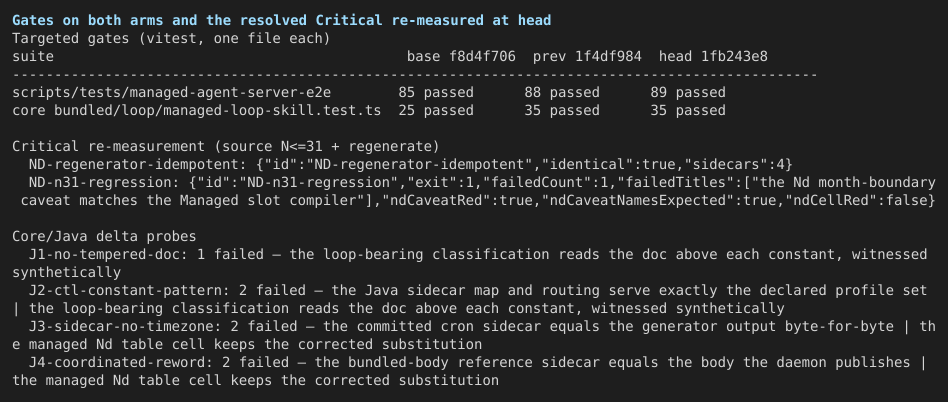 Gates on both arms and the resolved Critical re-measured at head
Targeted gates (vitest, one file each)
suite                                           base f8d4f706  prev 1f4df984  head 1fb243e8
------------------------------------------------------------------------------------------------
scripts/tests/managed-agent-server-e2e         85 passed      88 passed      89 passed
core bundled/loop/managed-loop-skill.test.ts  25 passed      35 passed      35 passed

Critical re-measurement (source N<=31 + regenerate)
  ND-regenerator-idempotent: {"id":"ND-regenerator-idempotent","identical":true,"sidecars":4}
  ND-n31-regression: {"id":"ND-n31-regression","exit":1,"failedCount":1,"failedTitles":["the Nd month-boundary
 caveat matches the Managed slot compiler"],"ndCaveatRed":true,"ndCaveatNamesExpected":true,"ndCellRed":false}

Core/Java delta probes
  J1-no-tempered-doc: 1 failed — the loop-bearing classification reads the doc above each constant, witnessed
synthetically
  J2-ctl-constant-pattern: 2 failed — the Java sidecar map and routing serve exactly the declared profile set
| the loop-bearing classification reads the doc above each constant, witnessed synthetically
  J3-sidecar-no-timezone: 2 failed — the committed cron sidecar equals the generator output byte-for-byte | th
e managed Nd table cell keeps the corrected substitution
  J4-coordinated-reword: 2 failed — the bundled-body reference sidecar equals the body the daemon publishes |
the managed Nd table cell keeps the corrected substitution